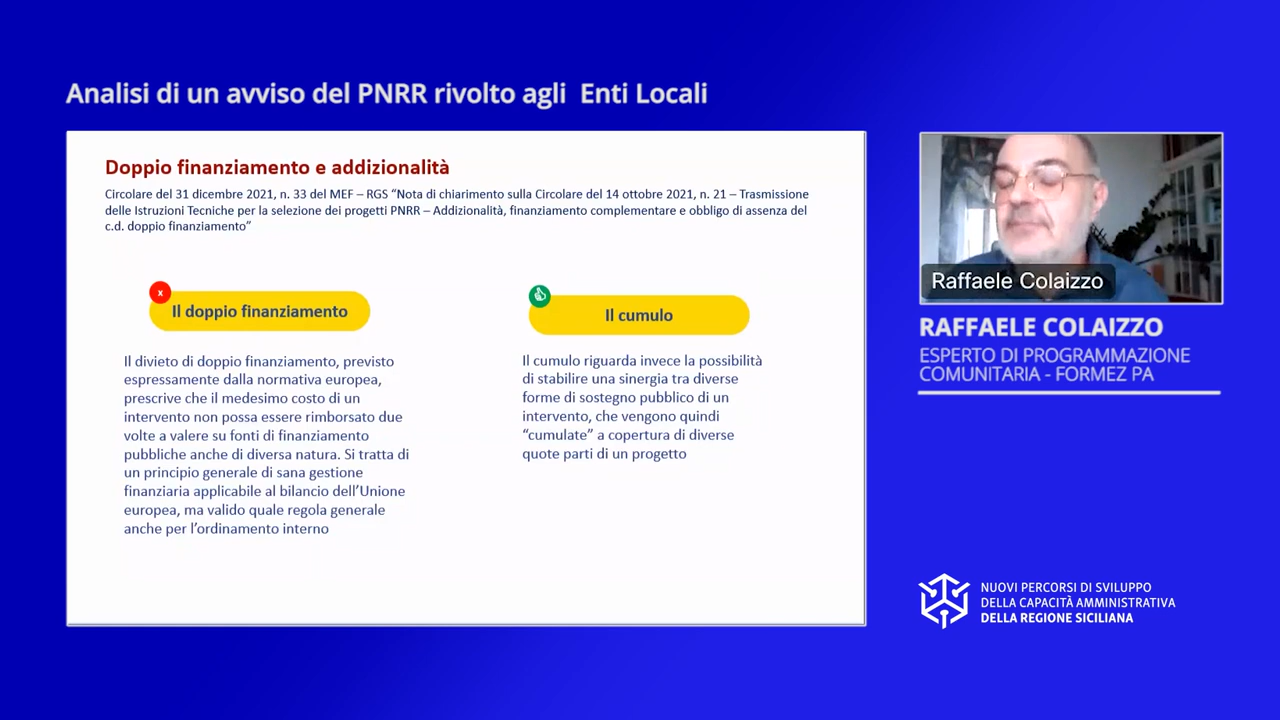 Analisi di un avviso del PNRR rivolto agli  Enti Locali
Doppio finanziamento e addizionalità
Circolare del 31 dicembre 2021, n. 33 del MEF – RGS “Nota di chiarimento sulla Circolare del 14 ottobre 2021, n. 21 – Trasmissione
delle Istruzioni Tecniche per la selezione dei progetti PNRR – Addizionalità, finanziamento complementare e obbligo di assenza del
c.d. doppio finanziamento”
x
Il doppio finanziamento
Il divieto di doppio finanziamento, previsto
espressamente dalla normativa europea,
prescrive che il medesimo costo di un
intervento non possa essere rimborsato due
volte a valere su fonti di finanziamento
pubbliche anche di diversa natura. Si tratta di
un principio generale di sana gestione
finanziaria applicabile al bilancio dell’Unione
europea, ma valido quale regola generale
anche per l’ordinamento interno
Il cumulo
Il cumulo riguarda invece la possibilità
di stabilire una sinergia tra diverse
forme di sostegno pubblico di un
intervento, che vengono quindi
“cumulate” a copertura di diverse
quote parti di un progetto
Raffaele Colaizzo
RAFFAELE COLAIZZO
ESPERTO DI PROGRAMMAZIONE
COMUNITARIA - FORMEZ PA
NUOVI PERCORSI DI SVILUPPO
DELLA CAPACITÀ AMMINISTRATIVA
DELLA REGIONE SICILIANA